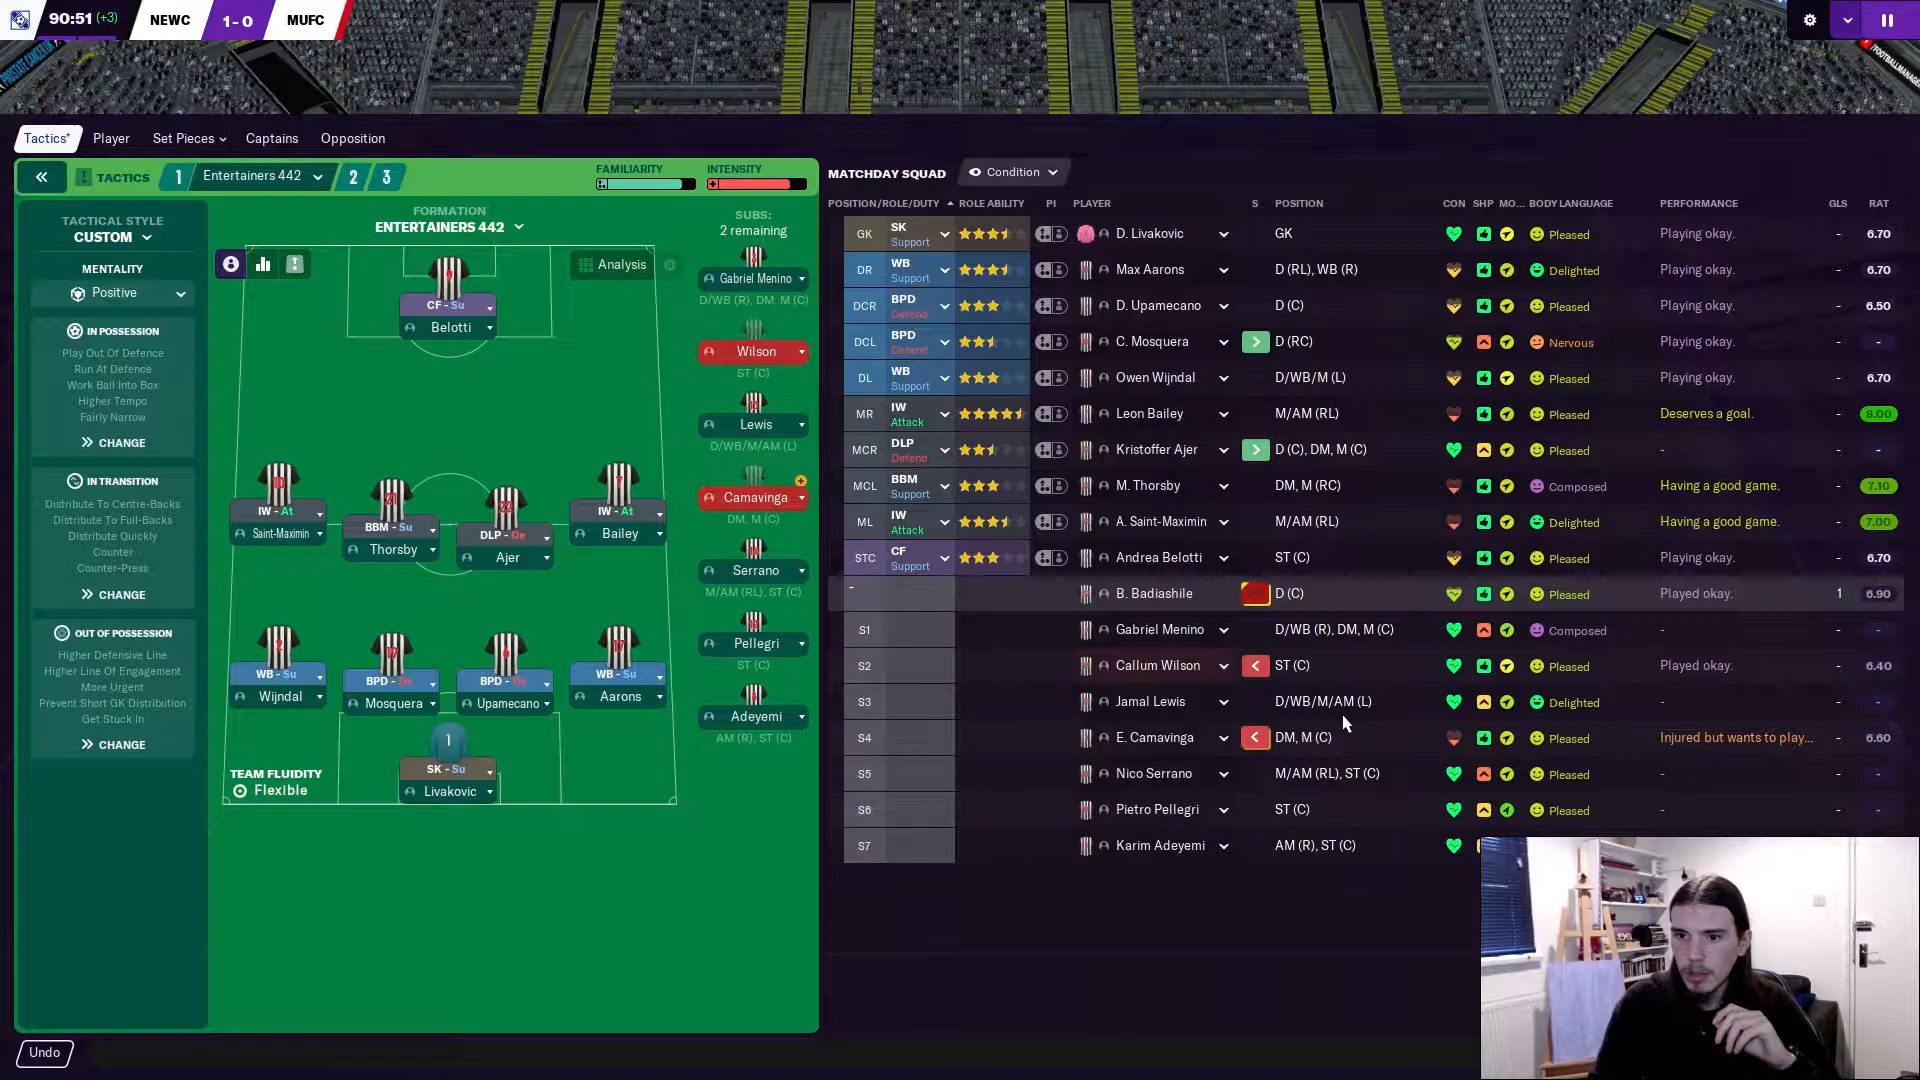 90:51 (+3) NEWC 1 - 0 MUFC
Tactics* Player Set Pieces Captains Opposition
TACTICS 1 Entertainers 442 2 3
FAMILIARITY INTENSITY
TACTICAL STYLE
CUSTOM
MENTALITY
Positive
IN POSSESSION
Play Out Of Defence
Run At Defence
Work Ball Into Box
Higher Tempo
Fairly Narrow
CHANGE
IN TRANSITION
Distribute To Centre-Backs
Distribute To Full-Backs
Distribute Quickly
Counter
Counter-Press
CHANGE
OUT OF POSSESSION
Higher Defensive Line
Higher Line Of Engagement
More Urgent
Prevent Short GK Distribution
Get Stuck In
CHANGE
FORMATION
ENTERTAINERS 442
Analysis
9
CF - Su
Belotti
10
IW - At
Saint-Maximin
21
BBM - Su
Thorsby
22
DLP - De
Ajer
7
IW - At
Bailey
2
WB - Su
Wijndal
19
BPD - De
Mosquera
6
BPD - De
Upamecano
17
WB - Su
Aarons
1
SK - Su
Livakovic
TEAM FLUIDITY
Flexible
SUBS:
2 remaining
Gabriel Menino
D/WB (R), DM, M (C)
Wilson
ST (C)
Lewis
D/WB/M/AM (L)
Camavinga
DM, M (C)
Serrano
M/AM (RL), ST (C)
Pellegri
ST (C)
Adeyemi
AM (R), ST (C)
MATCHDAY SQUAD Condition
POSITION/ROLE/DUTY ROLE ABILITY PI PLAYER S POSITION CON SHP MO... BODY LANGUAGE PERFORMANCE GLS RAT
GK SK Support D. Livakovic GK Pleased Playing okay. - 6.70
DR WB Support Max Aarons D (RL), WB (R) Delighted Playing okay. - 6.70
DCR BPD Defend D. Upamecano D (C) Pleased Playing okay. - 6.50
DCL BPD Defend C. Mosquera D (RC) Nervous Playing okay. - -
DL WB Support Owen Wijndal D/WB/M (L) Pleased Playing okay. - 6.70
MR IW Attack Leon Bailey M/AM (RL) Pleased Deserves a goal. - 8.00
MCR DLP Defend Kristoffer Ajer D (C), DM, M (C) Pleased - - -
MCL BBM Support M. Thorsby DM, M (RC) Composed Having a good game. - 7.10
ML IW Attack A. Saint-Maximin M/AM (RL) Delighted Having a good game. - 7.00
STC CF Support Andrea Belotti ST (C) Pleased Playing okay. - 6.70
- B. Badiashile D (C) Pleased Played okay. 1 6.90
S1 Gabriel Menino D/WB (R), DM, M (C) Composed - - -
S2 Callum Wilson ST (C) Pleased Played okay. - 6.40
S3 Jamal Lewis D/WB/M/AM (L) Delighted - - -
S4 E. Camavinga DM, M (C) Pleased Injured but wants to play... - 6.60
S5 Nico Serrano M/AM (RL), ST (C) Pleased - - -
S6 Pietro Pellegri ST (C) Pleased - - -
S7 Karim Adeyemi AM (R), ST (C)
Undo